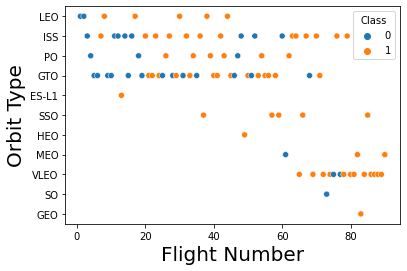 Class
0
1
LEO
ISS
PO
GTO
ES-L1
SSO
HEO
MEO
VLEO
SO
GEO
Orbit Type
0 20 40 60 80
Flight Number